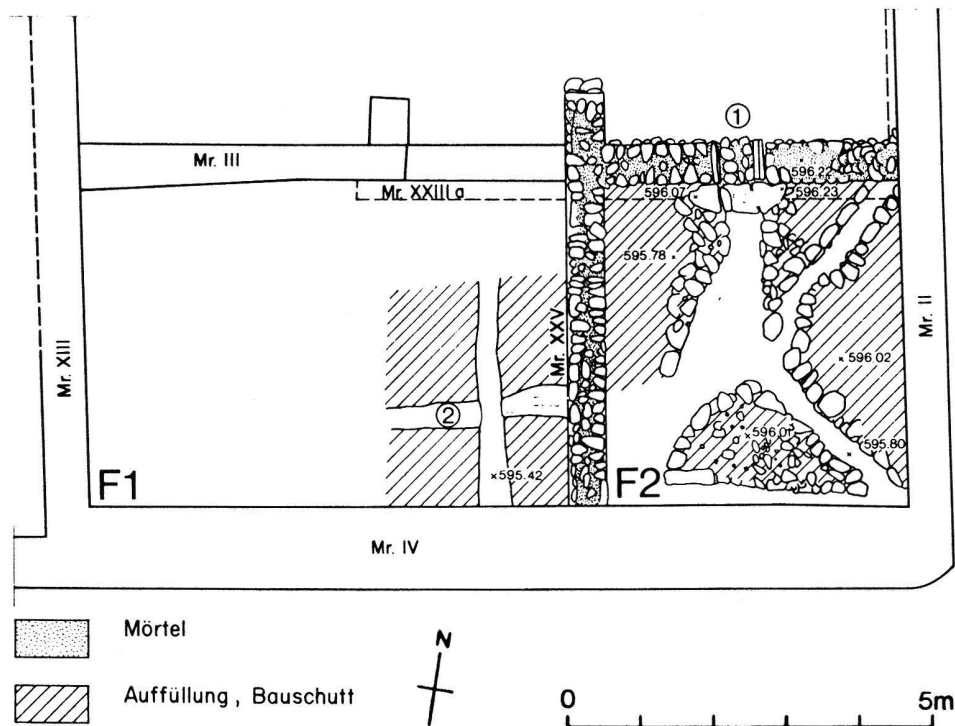 ①
Mr. III
596.22
Mr. XXIII a
596.07
596.23
595.78
Mr. XIII
Mr. XXV
Mr. II
596.02
②
596.01
595.80
595.42
F1
F2
Mr. IV
Mörtel
N
Auffüllung, Bauschutt
0
5m